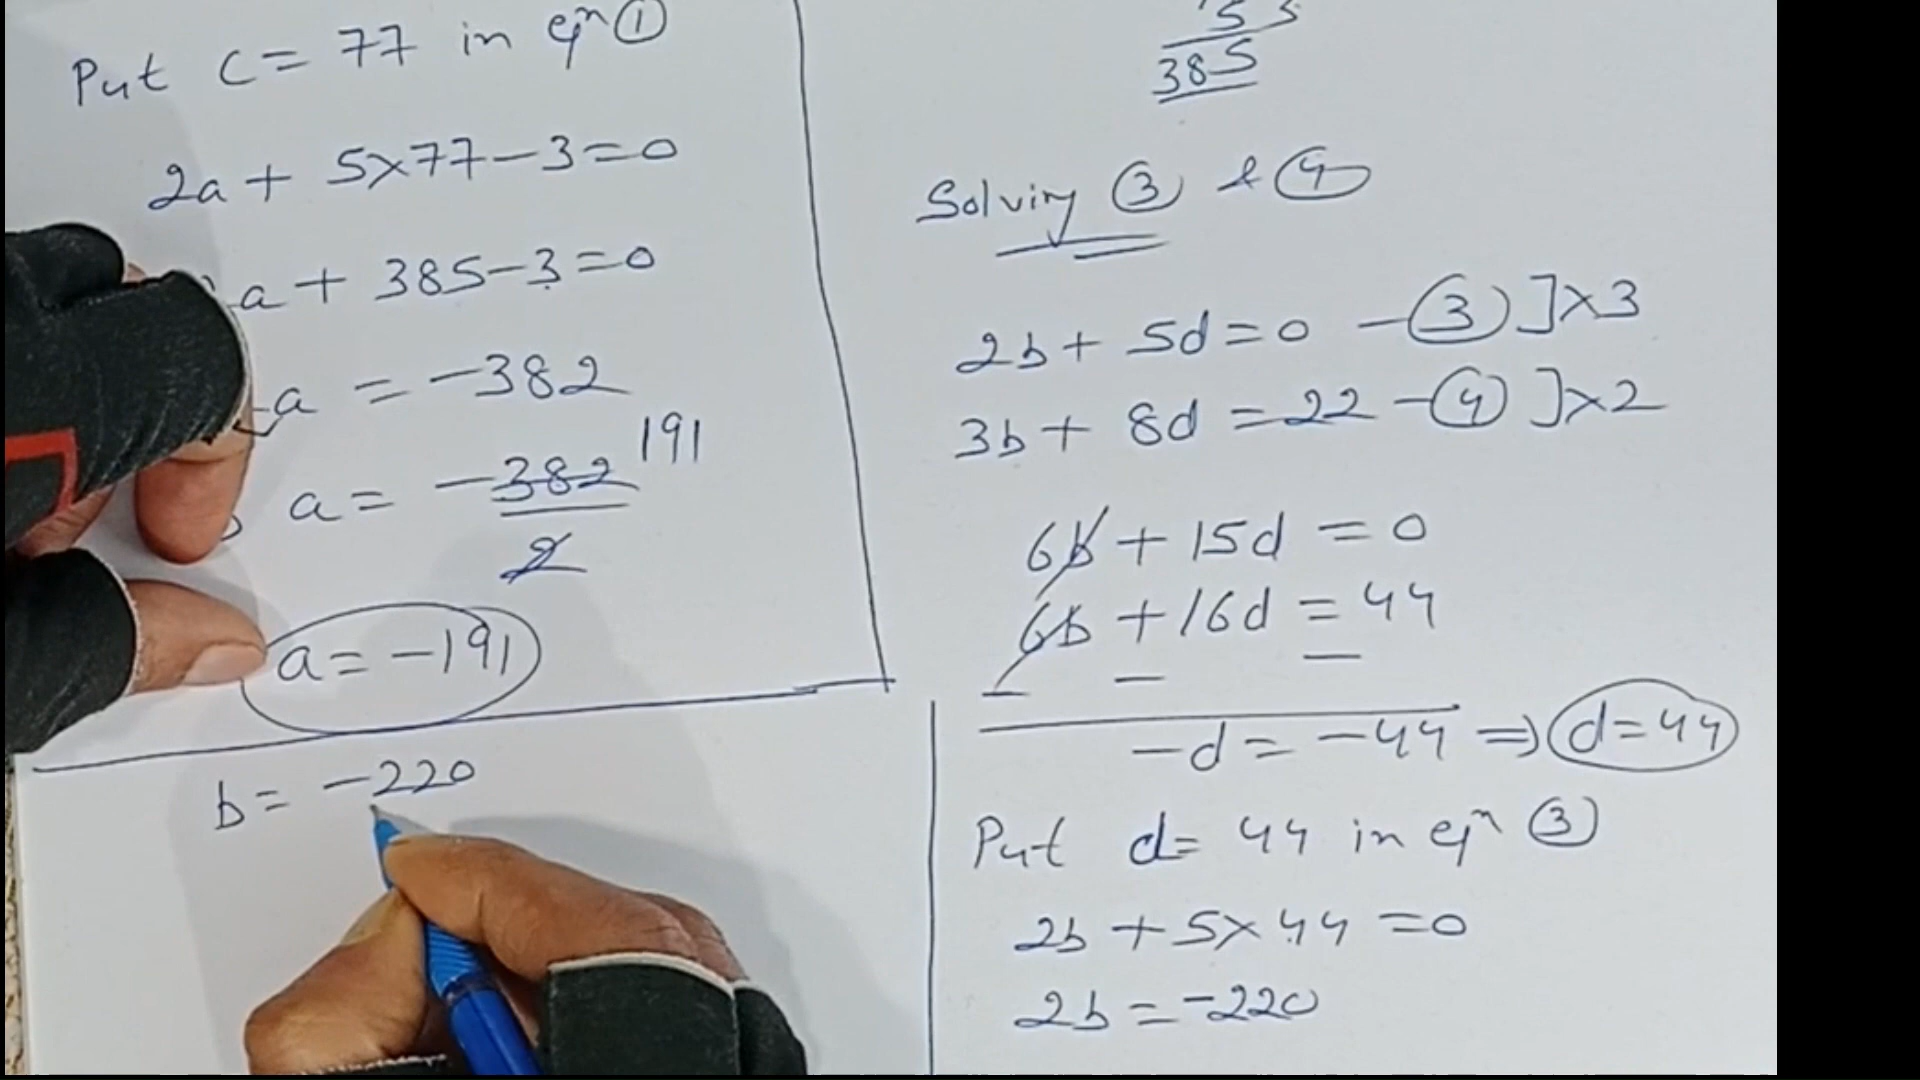 Put c = 77 in eqⁿ ①
2a + 5×77 - 3 = 0
a + 385 - 3 = 0
a = -382
a = -382/2 191
a = -191
b = -220
385
Solving ③ & ④
2b + 5d = 0 - ③ ] ×3
3b + 8d = 22 - ④ ] ×2
6b + 15d = 0
6b + 16d = 44
- - -
-d = -44 ⇒ d = 44
Put d = 44 in eqⁿ ③
2b + 5×44 = 0
2b = -220